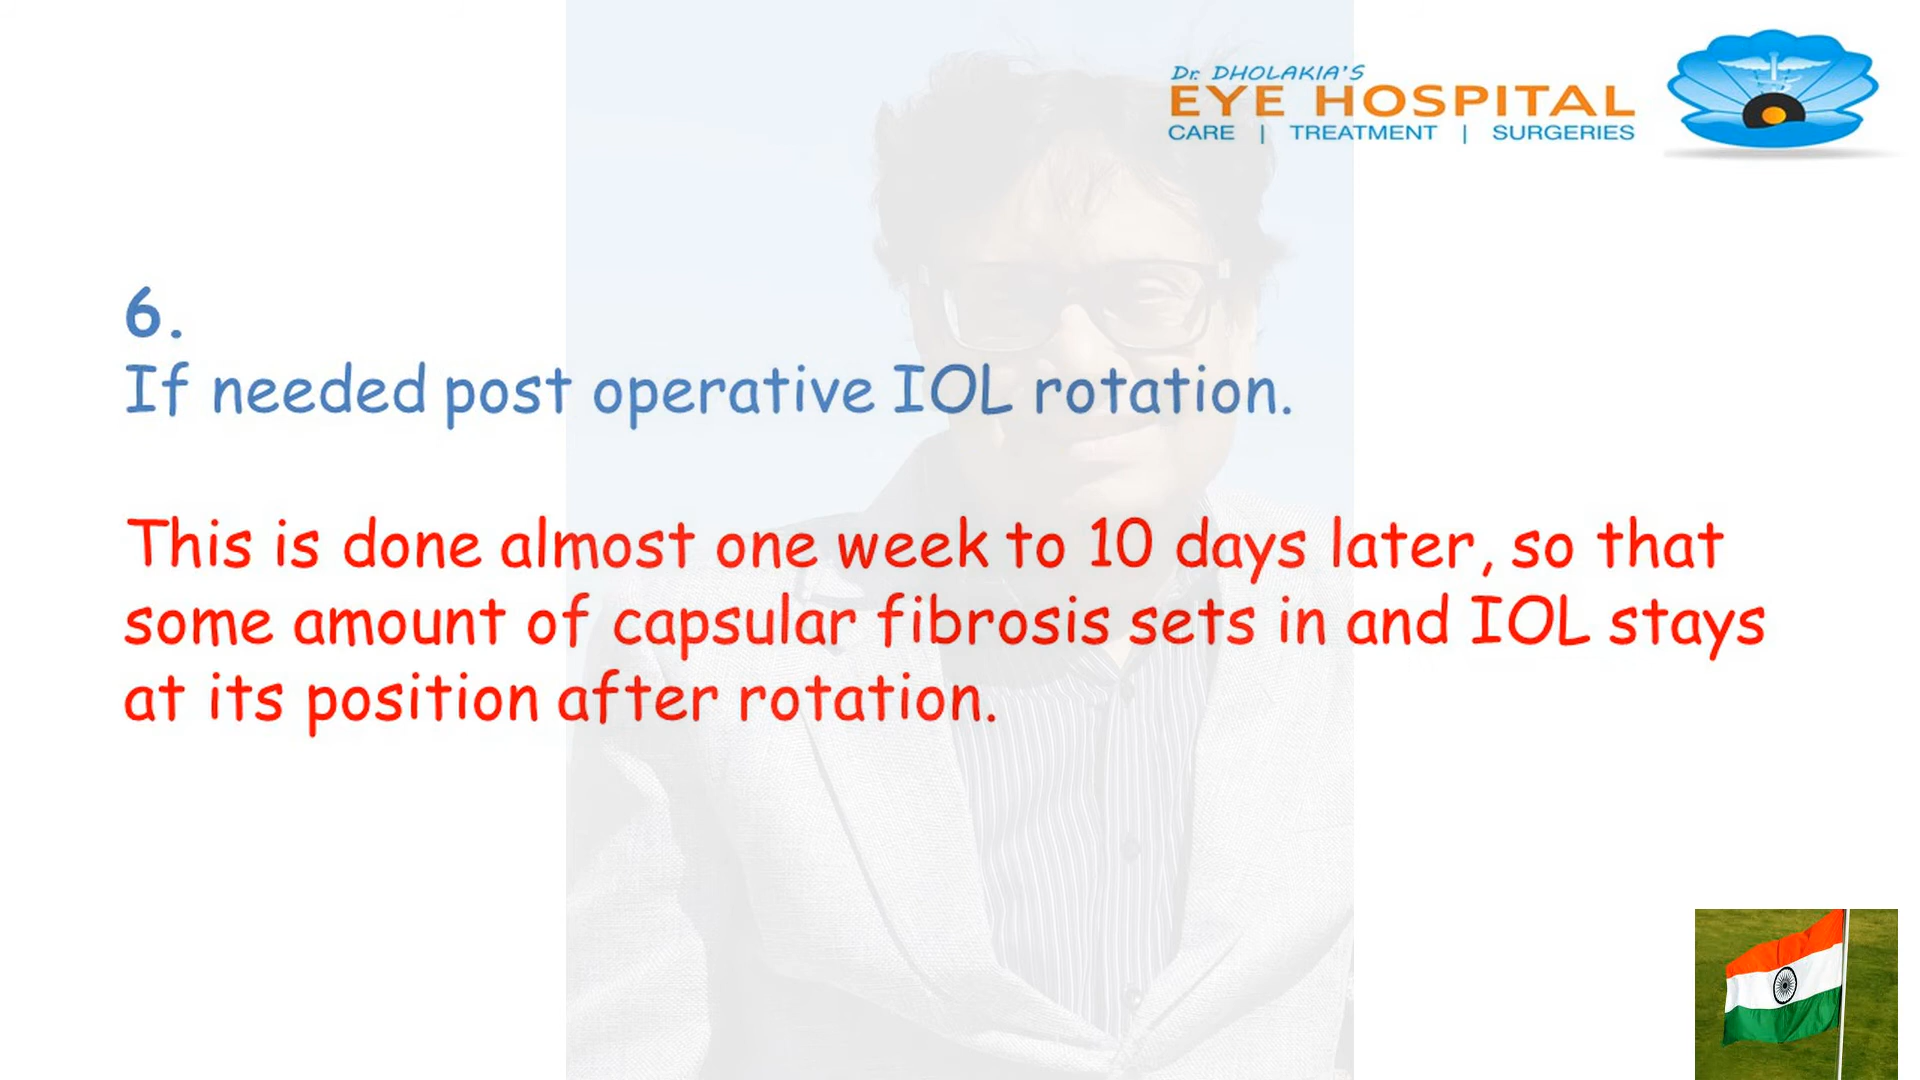 Dr. DHOLAKIA'S
EYE HOSPITAL
CARE | TREATMENT | SURGERIES
6.
If needed post operative IOL rotation.
This is done almost one week to 10 days later, so that
some amount of capsular fibrosis sets in and IOL stays
at its position after rotation.